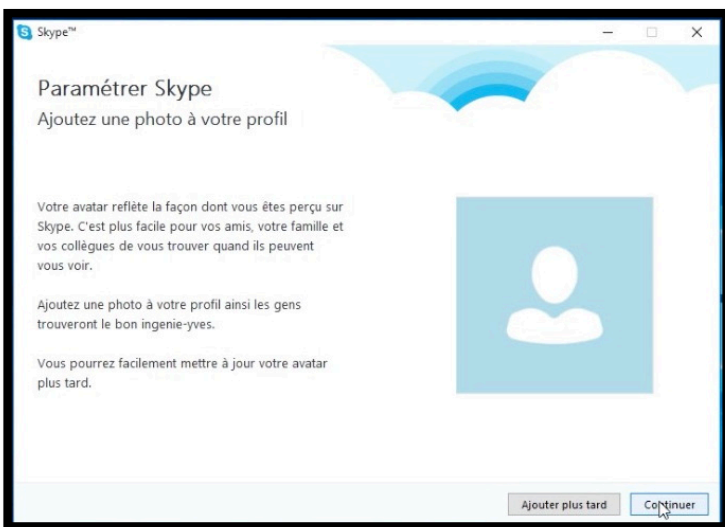 Skype™
Paramétrer Skype
Ajoutez une photo à votre profil
Votre avatar reflète la façon dont vous êtes perçu sur
Skype. C'est plus facile pour vos amis, votre famille et
vos collègues de vous trouver quand ils peuvent
vous voir.
Ajoutez une photo à votre profil ainsi les gens
trouveront le bon ingenie-yves.
Vous pourrez facilement mettre à jour votre avatar
plus tard.
Ajouter plus tard
Continuer